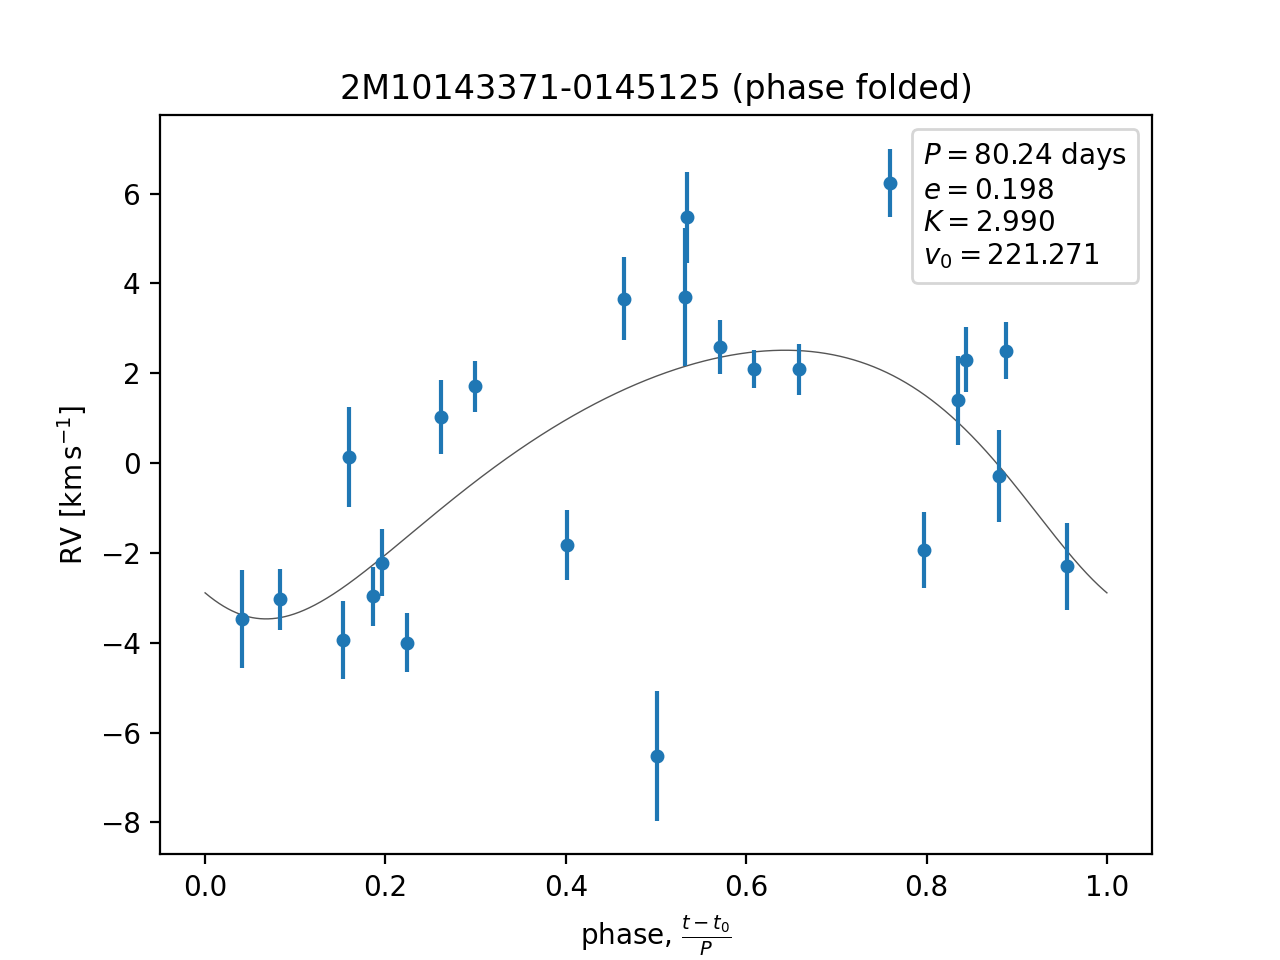 2M10143371-0145125 (phase folded)
P = 80.24 days
e = 0.198
K = 2.990
v₀ = 221.271
RV [km s⁻¹]
6
4
2
0
−2
−4
−6
−8
0.0 0.2 0.4 0.6 0.8 1.0
phase, (t − t₀)/P